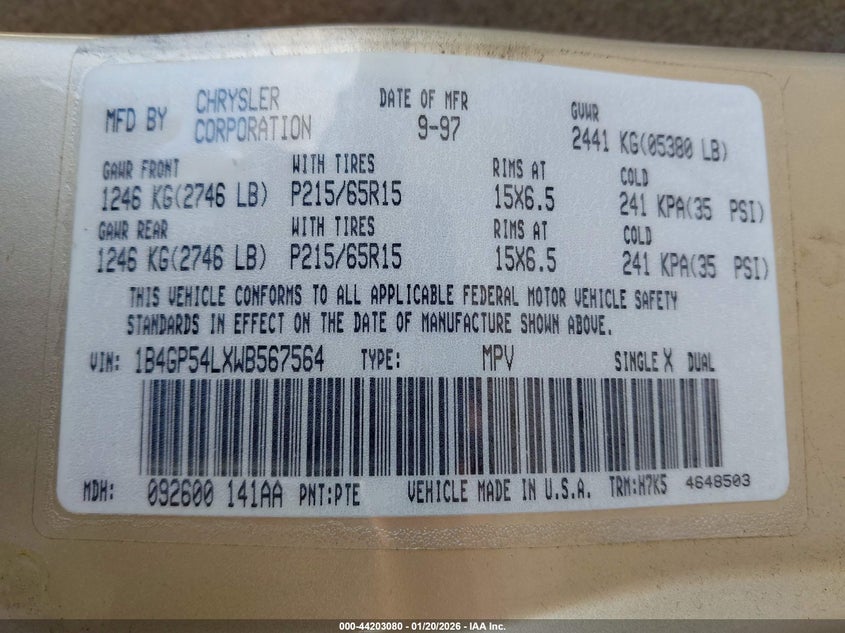 MFD BY CHRYSLER CORPORATION DATE OF MFR 9-97 GVWR 2441 KG(05380 LB)
GAWR FRONT WITH TIRES RIMS AT COLD
1246 KG(2746 LB) P215/65R15 15X6.5 241 KPA(35 PSI)
GAWR REAR WITH TIRES RIMS AT COLD
1246 KG(2746 LB) P215/65R15 15X6.5 241 KPA(35 PSI)
THIS VEHICLE CONFORMS TO ALL APPLICABLE FEDERAL MOTOR VEHICLE SAFETY
STANDARDS IN EFFECT ON THE DATE OF MANUFACTURE SHOWN ABOVE.
VIN: 1B4GP54LXWB567564 TYPE: MPV SINGLE X DUAL
MDH: 092600 141AA PNT:PTE VEHICLE MADE IN U.S.A. TRM:H7K5 4648503
000-44203080 - 01/20/2026 - IAA Inc.